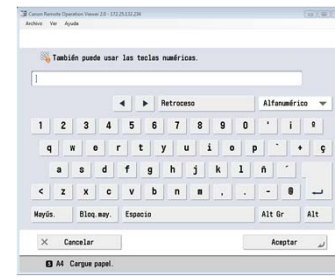 Canon Remote Operation Viewer 2.0 - 172.25.132.236
Archivo Ver Ayuda
También puede usar las teclas numéricas.
◄ ► Retroceso Alfanumérico ▼
1 2 3 4 5 6 7 8 9 0 ' ¡ º
q w e r t y u i o p ` + ç
a s d f g h j k l ñ ´
< z x c v b n m , . - @
Mayús. Bloq.may. Espacio Alt Gr Alt
× Cancelar Aceptar
A4 Cargue papel.